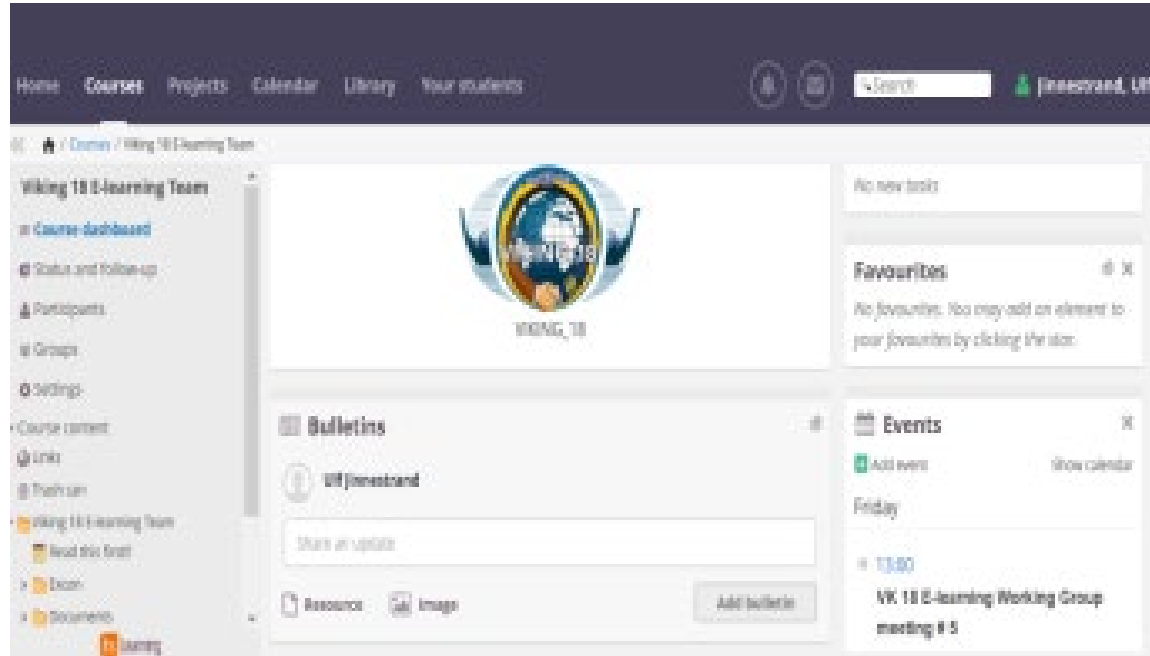 Home Courses Projects Calendar Library Your students Search Jinnestrand, Ulf
/ Courses / Viking 18 E-learning Team
Viking 18 E-learning Team
Course dashboard
Status and follow-up
Participants
Groups
Settings
Course content
Links
Trash can
Viking 18 E-learning Team
Read this first!
Documents
VIKING 18
VIKING_18
Bulletins
Ulf Jinnestrand
Share an update
Resource Image Add bulletin
No new tasks
Favourites
No favourites. You may add an element to
your favourites by clicking the star.
Events
Add event Show calendar
Friday
13:00
VK 18 E-learning Working Group
meeting # 5